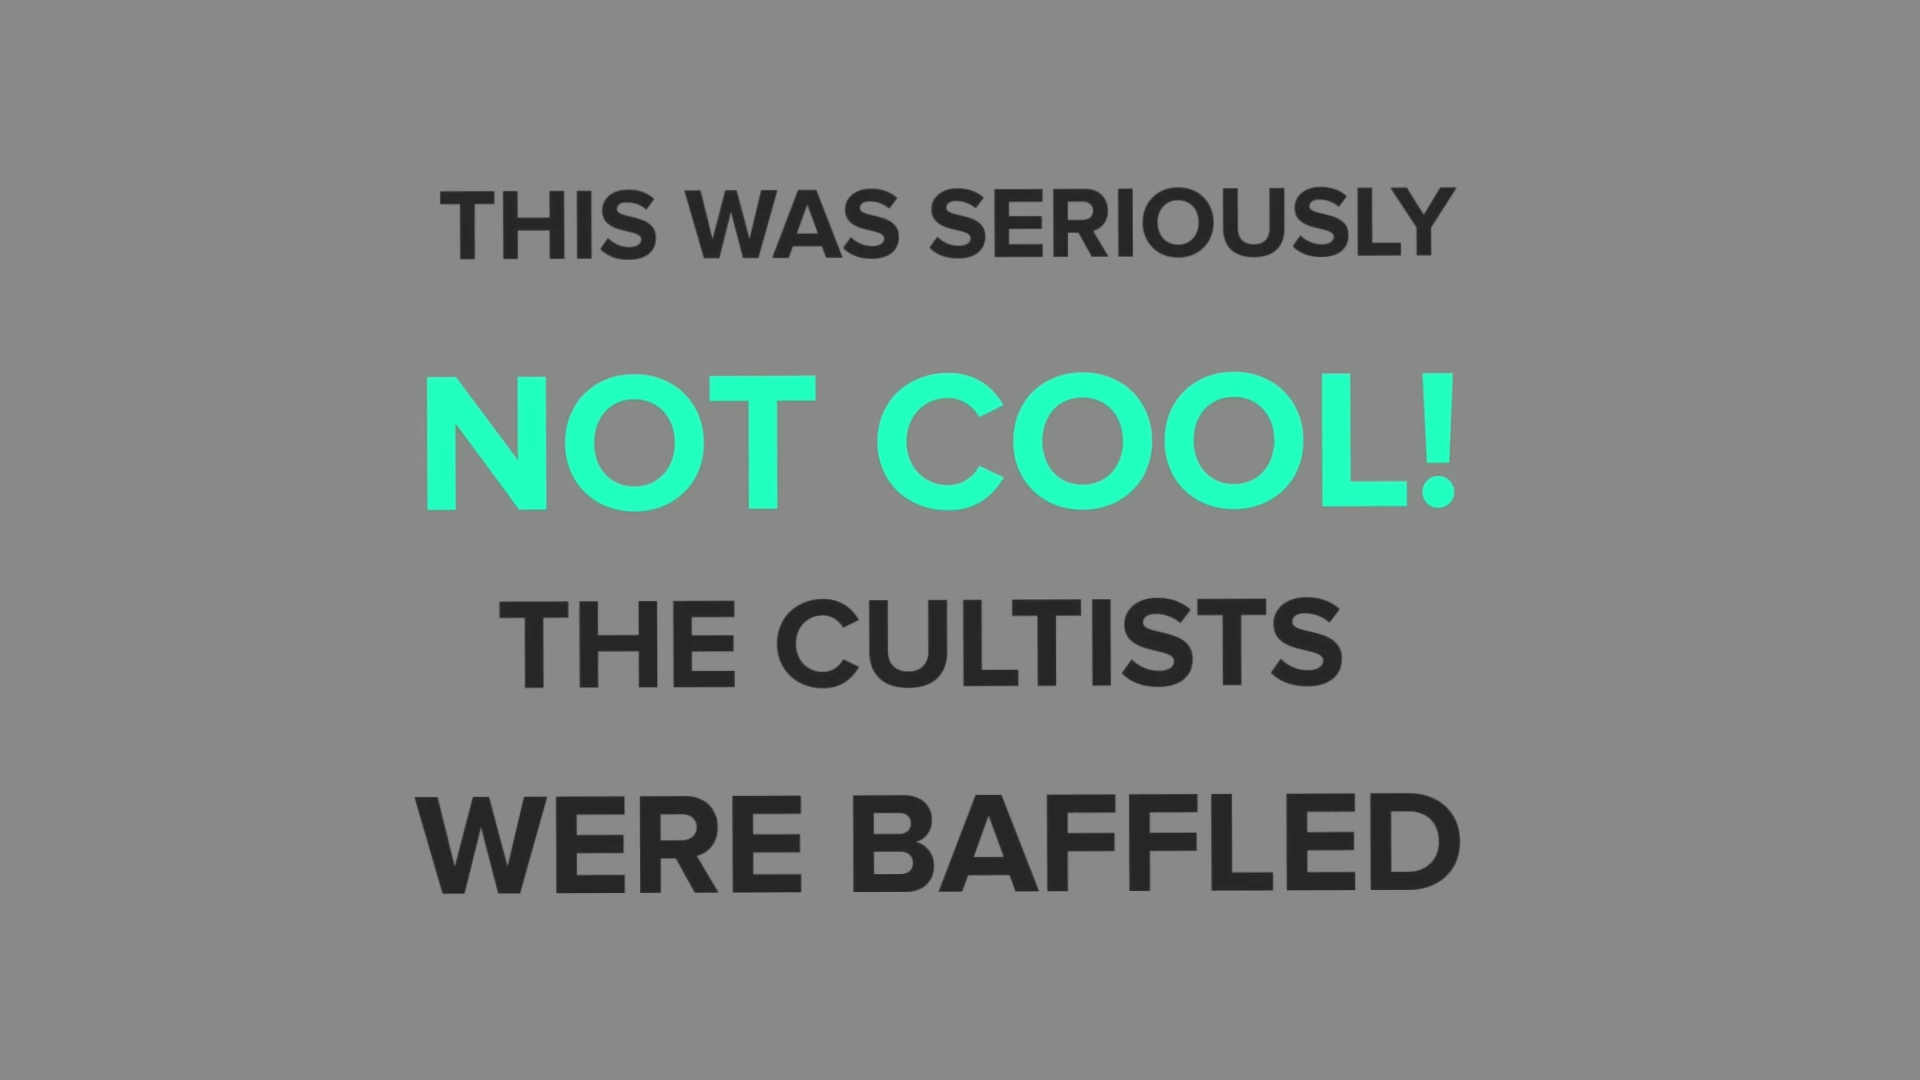 THIS WAS SERIOUSLY
NOT COOL!
THE CULTISTS
WERE BAFFLED